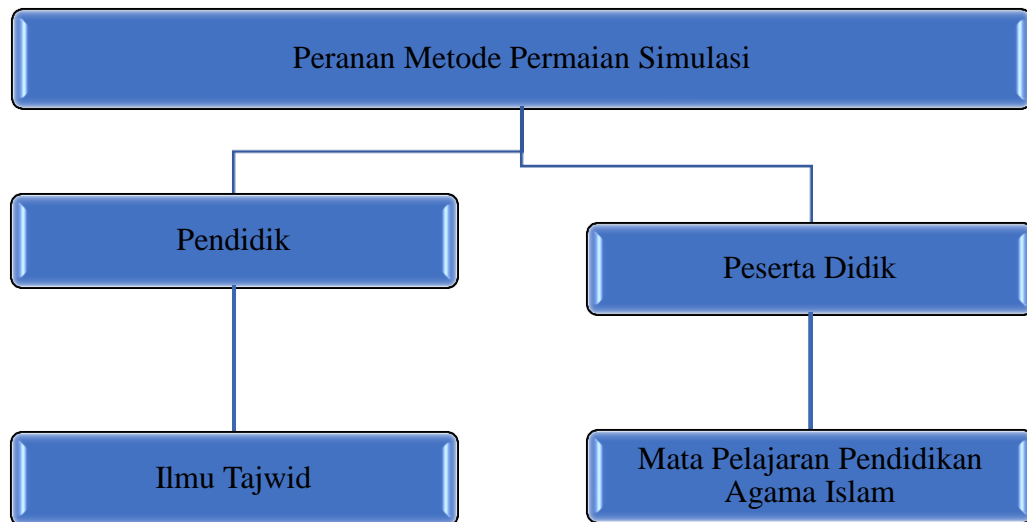 Peranan Metode Permaian Simulasi
Pendidik
Peserta Didik
Ilmu Tajwid
Mata Pelajaran Pendidikan
Agama Islam